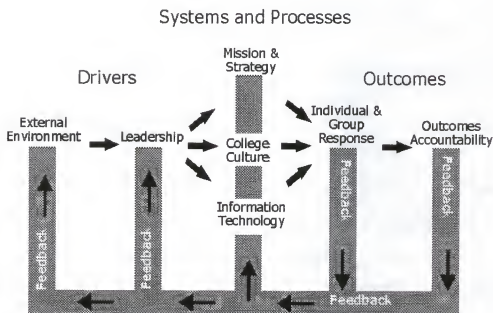 Systems and Processes
Drivers
Outcomes
Mission &
Strategy
External
Environment
Leadership
College
Culture
Information
Technology
Individual &
Group
Response
Outcomes
Accountability
Feedback
Feedback
Feedback
Feedback
Feedback